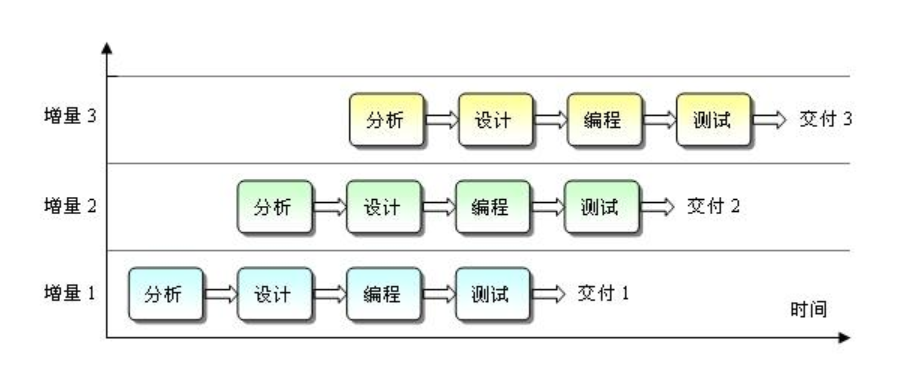 增量 3 分析 设计 编程 测试 交付 3
增量 2 分析 设计 编程 测试 交付 2
增量 1 分析 设计 编程 测试 交付 1
时间